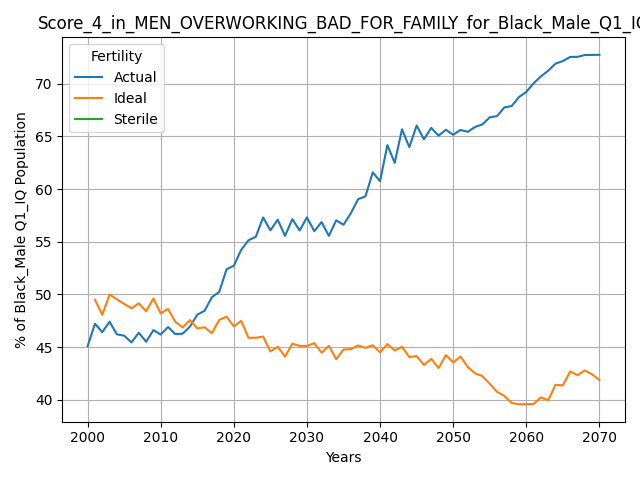 Score_4_in_MEN_OVERWORKING_BAD_FOR_FAMILY_for_Black_Male_Q1_IQ
Fertility
Actual
Ideal
Sterile
% of Black_Male Q1_IQ Population
70
65
60
55
50
45
40
2000 2010 2020 2030 2040 2050 2060 2070
Years